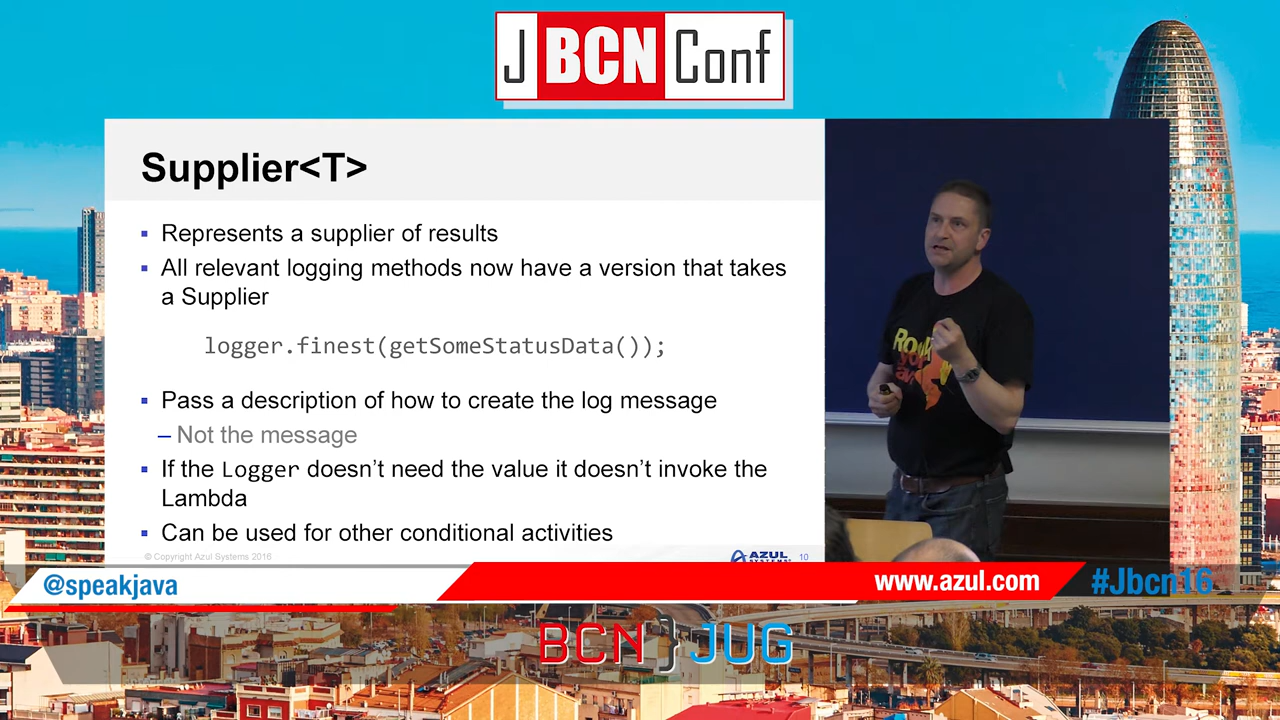 J BCN Conf
Supplier<T>
▪ Represents a supplier of results
▪ All relevant logging methods now have a version that takes
a Supplier
logger.finest(getSomeStatusData());
▪ Pass a description of how to create the log message
– Not the message
▪ If the Logger doesn’t need the value it doesn’t invoke the
Lambda
▪ Can be used for other conditional activities
© Copyright Azul Systems 2016
AZUL
SYSTEMS
10
@speakjava
www.azul.com
#Jbcn16
BCN}JUG